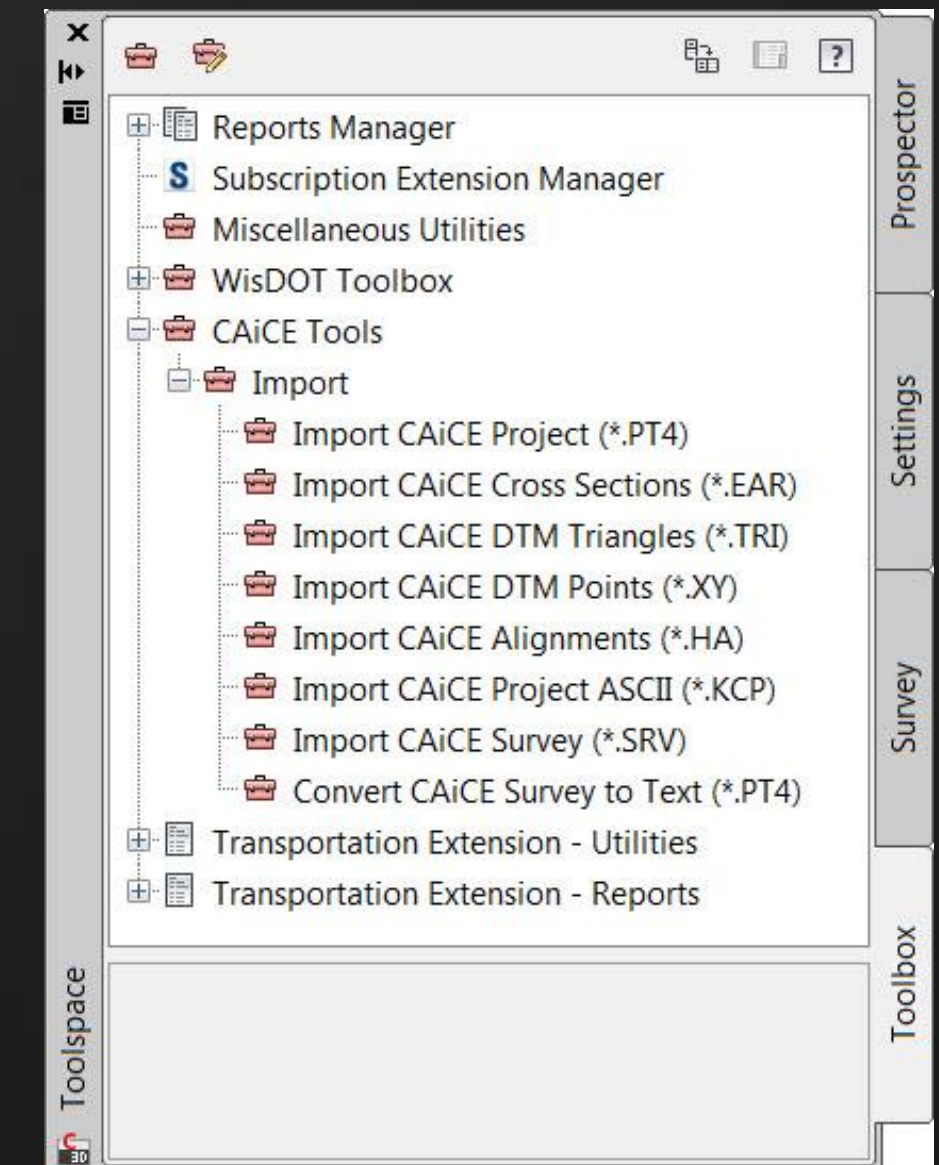 ?
Reports Manager
S Subscription Extension Manager
Miscellaneous Utilities
WisDOT Toolbox
CAiCE Tools
Import
Import CAiCE Project (*.PT4)
Import CAiCE Cross Sections (*.EAR)
Import CAiCE DTM Triangles (*.TRI)
Import CAiCE DTM Points (*.XY)
Import CAiCE Alignments (*.HA)
Import CAiCE Project ASCII (*.KCP)
Import CAiCE Survey (*.SRV)
Convert CAiCE Survey to Text (*.PT4)
Transportation Extension - Utilities
Transportation Extension - Reports
Prospector
Settings
Survey
Toolbox
Toolspace
C 3D